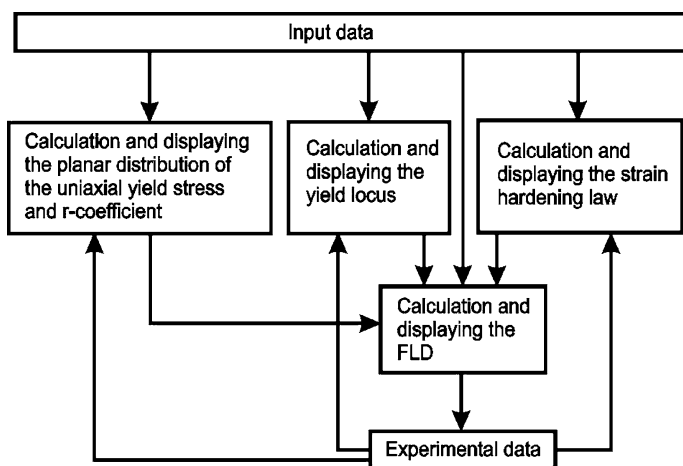 Input data
Calculation and displaying
the planar distribution of
the uniaxial yield stress
and r-coefficient
Calculation and
displaying the
yield locus
Calculation and
displaying the strain
hardening law
Calculation and
displaying the
FLD
Experimental data